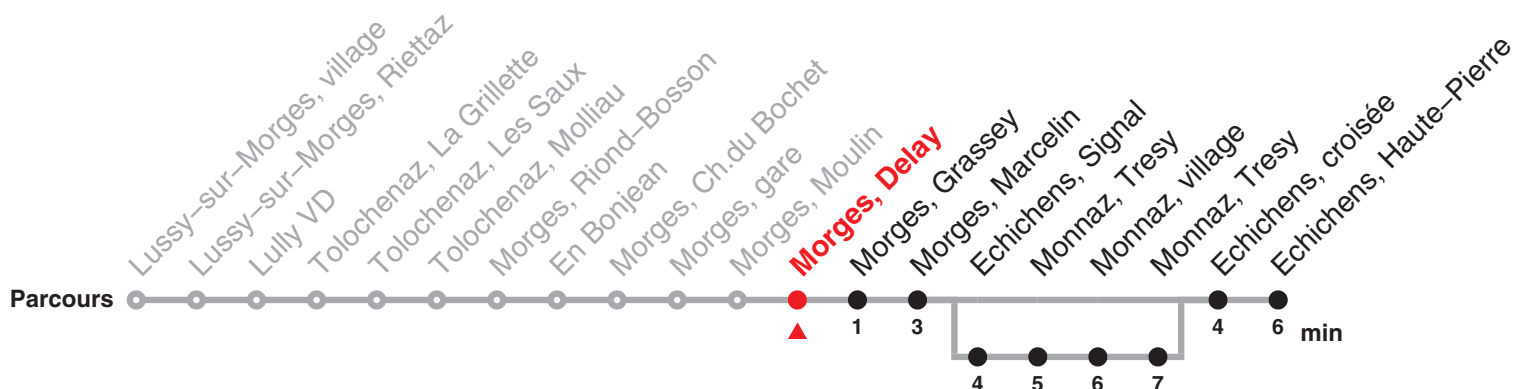 Lussy–sur–Morges, village
Lussy–sur–Morges, Riettaz
Lully VD
Tolochenaz, La Grillette
Tolochenaz, Les Saux
Tolochenaz, Molliau
Morges, Riond–Bosson
En Bonjean
Morges, Ch.du Bochet
Morges, gare
Morges, Moulin
Morges, Delay
Morges, Grassey
Morges, Marcelin
Echichens, Signal
Monnaz, Tresy
Monnaz, village
Monnaz, Tresy
Echichens, croisée
Echichens, Haute–Pierre
Parcours
1 3 4 6 min
4 5 6 7